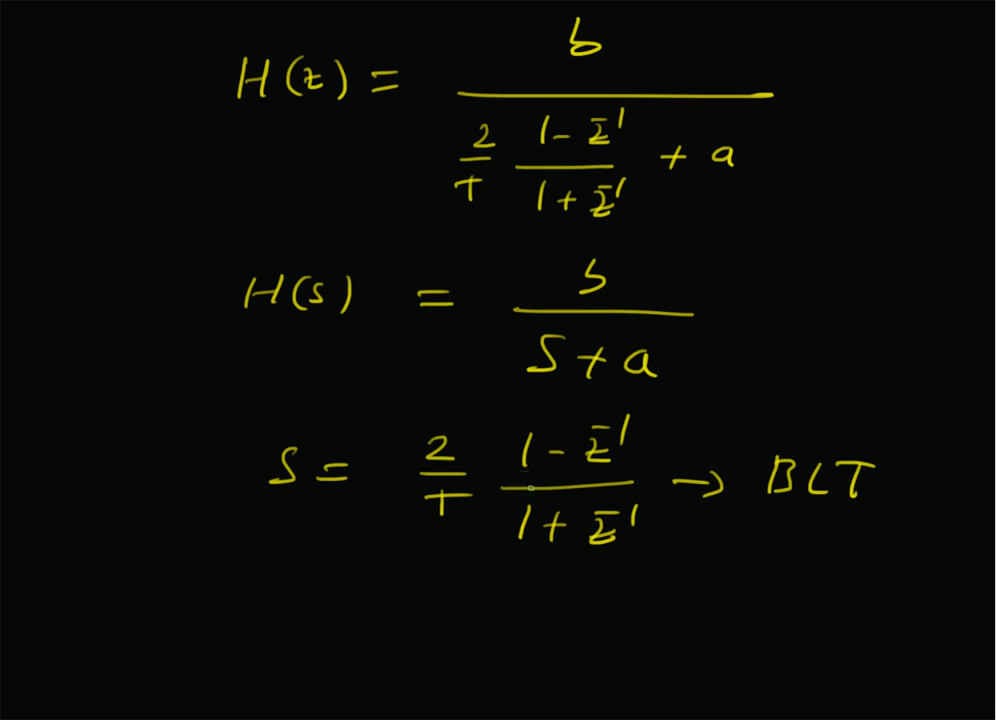 H(z) = b / (2/T (1 - z⁻¹)/(1 + z⁻¹) + a)
H(s) = b / (s + a)
S = 2/T (1 - z⁻¹)/(1 + z⁻¹) → BLT